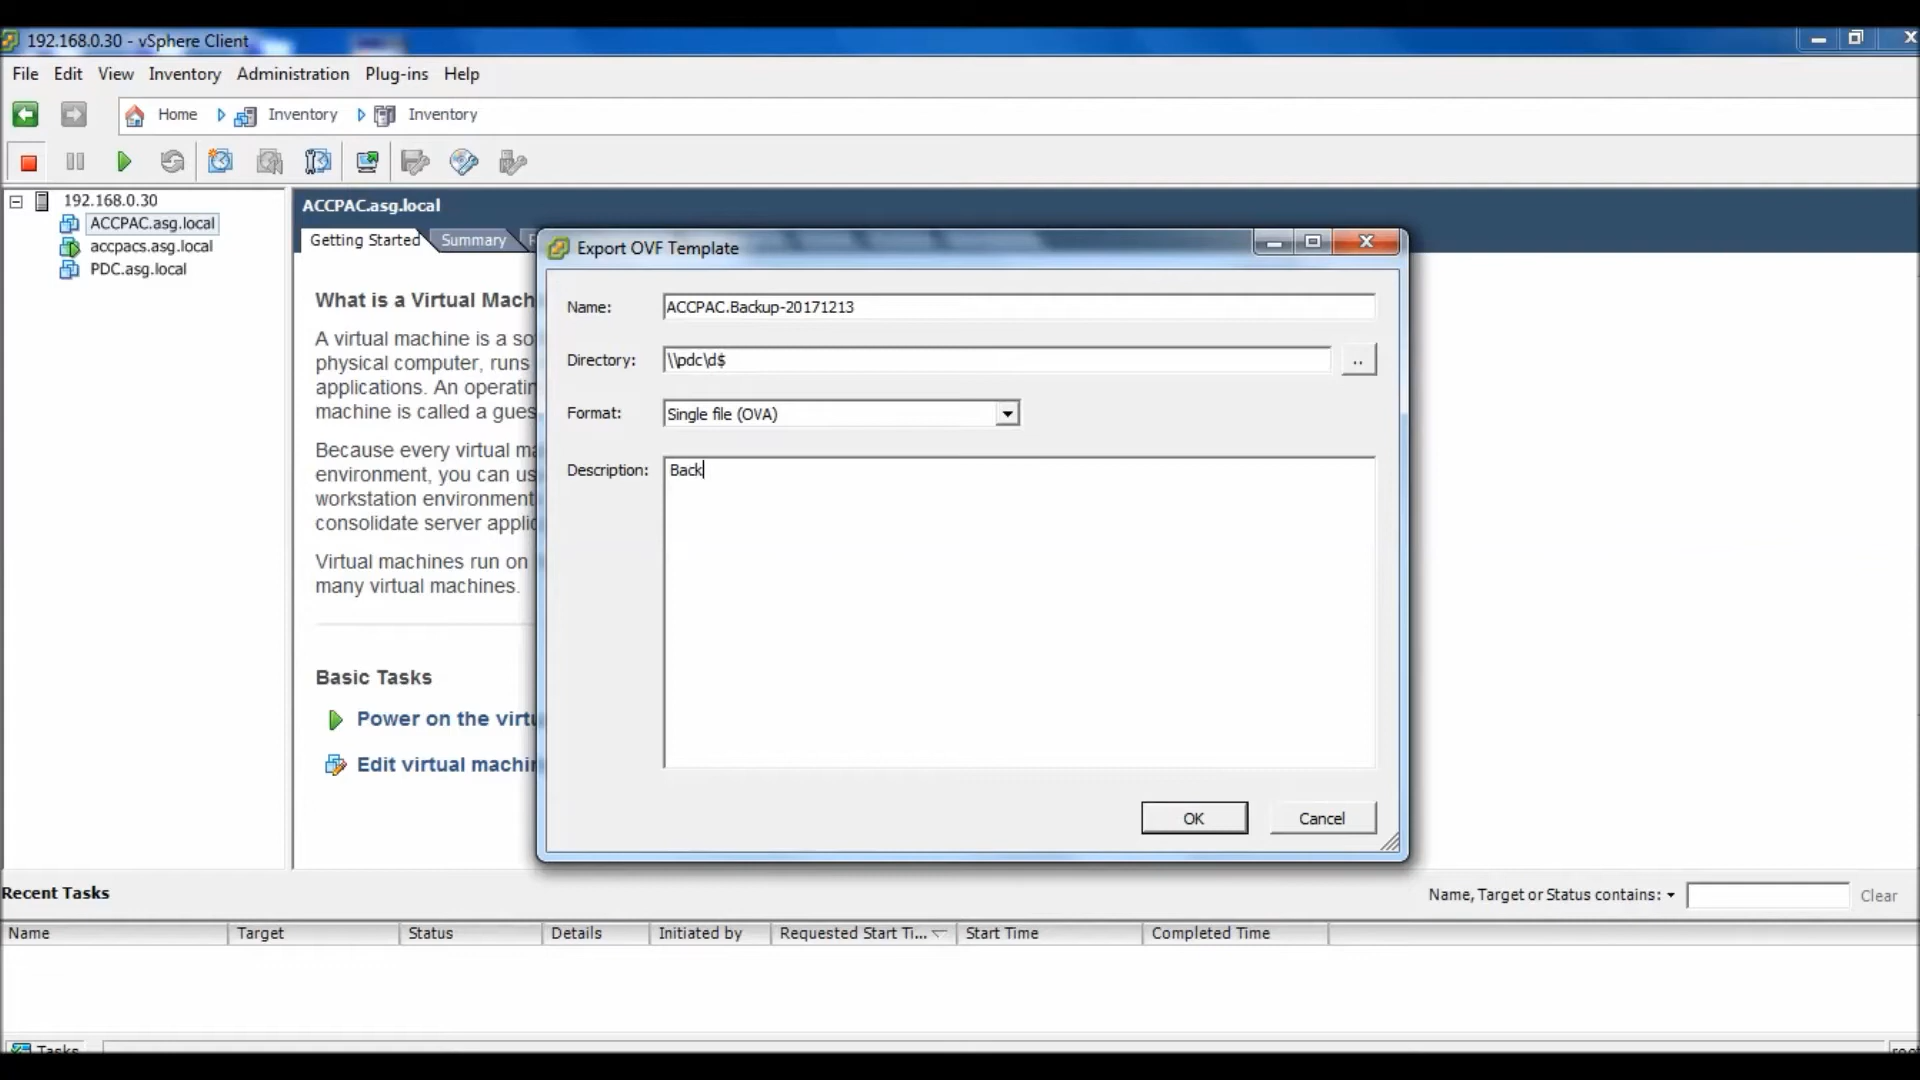 192.168.0.30 - vSphere Client
File Edit View Inventory Administration Plug-ins Help
Home Inventory Inventory
192.168.0.30
ACCPAC.asg.local
accpacs.asg.local
PDC.asg.local
ACCPAC.asg.local
Getting Started Summary
Export OVF Template
Name: ACCPAC.Backup-20171213
Directory: \\pdc\d$ ..
Format: Single file (OVA)
Description: Back
OK Cancel
What is a Virtual Mach
A virtual machine is a so
physical computer, runs
applications. An operatin
machine is called a gues
Because every virtual ma
environment, you can us
workstation environment
consolidate server applic
Virtual machines run on
many virtual machines.
Basic Tasks
Power on the virtu
Edit virtual machin
Recent Tasks
Name, Target or Status contains: Clear
Name Target Status Details Initiated by Requested Start Ti... Start Time Completed Time
Tasks